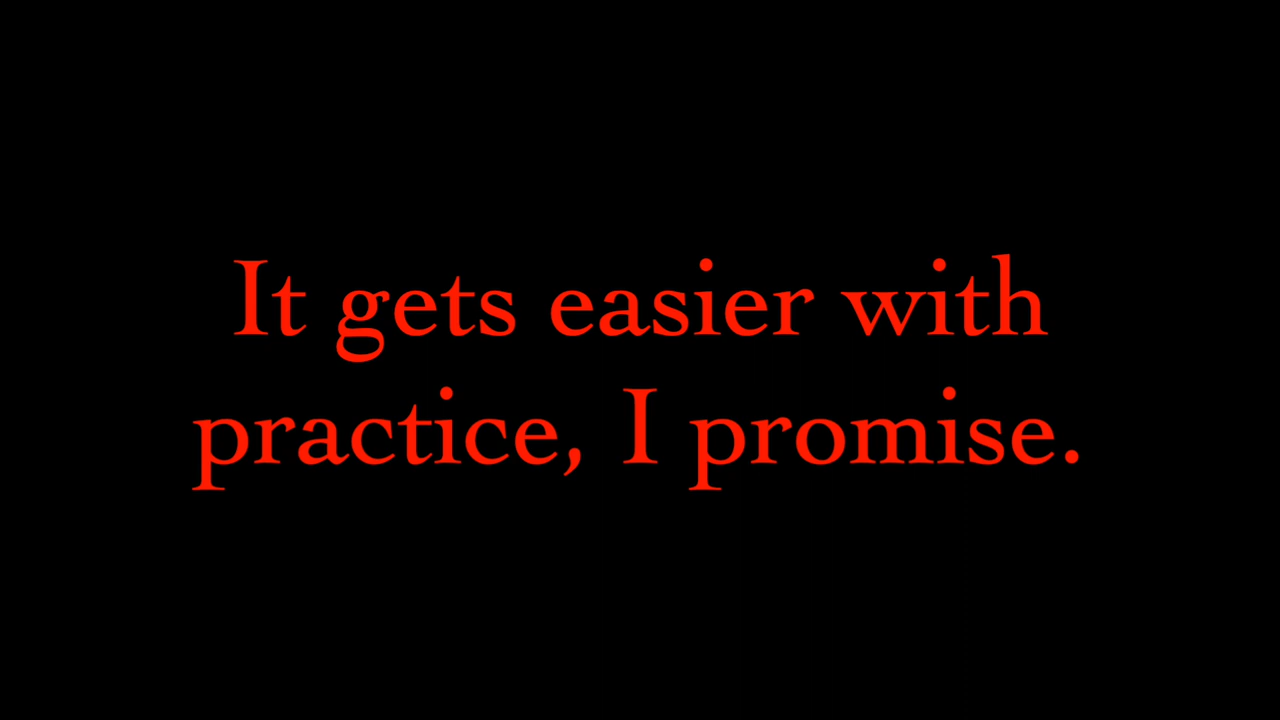 It gets easier with
practice, I promise.